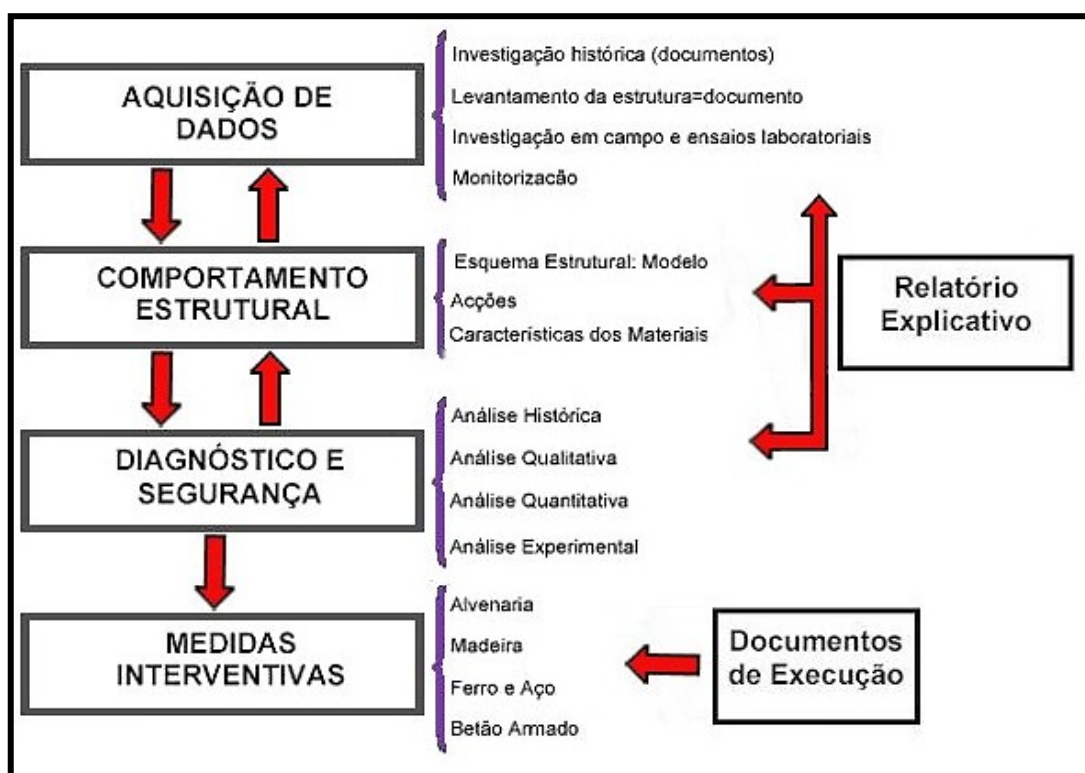 AQUISIÇÃO DE
DADOS
Investigação histórica (documentos)
Levantamento da estrutura=documento
Investigação em campo e ensaios laboratoriais
Monitorizacão
COMPORTAMENTO
ESTRUTURAL
Esquema Estrutural: Modelo
Acções
Características dos Materiais
Relatório
Explicativo
DIAGNÓSTICO E
SEGURANÇA
Análise Histórica
Análise Qualitativa
Análise Quantitativa
Análise Experimental
MEDIDAS
INTERVENTIVAS
Alvenaria
Madeira
Ferro e Aço
Betão Armado
Documentos
de Execução